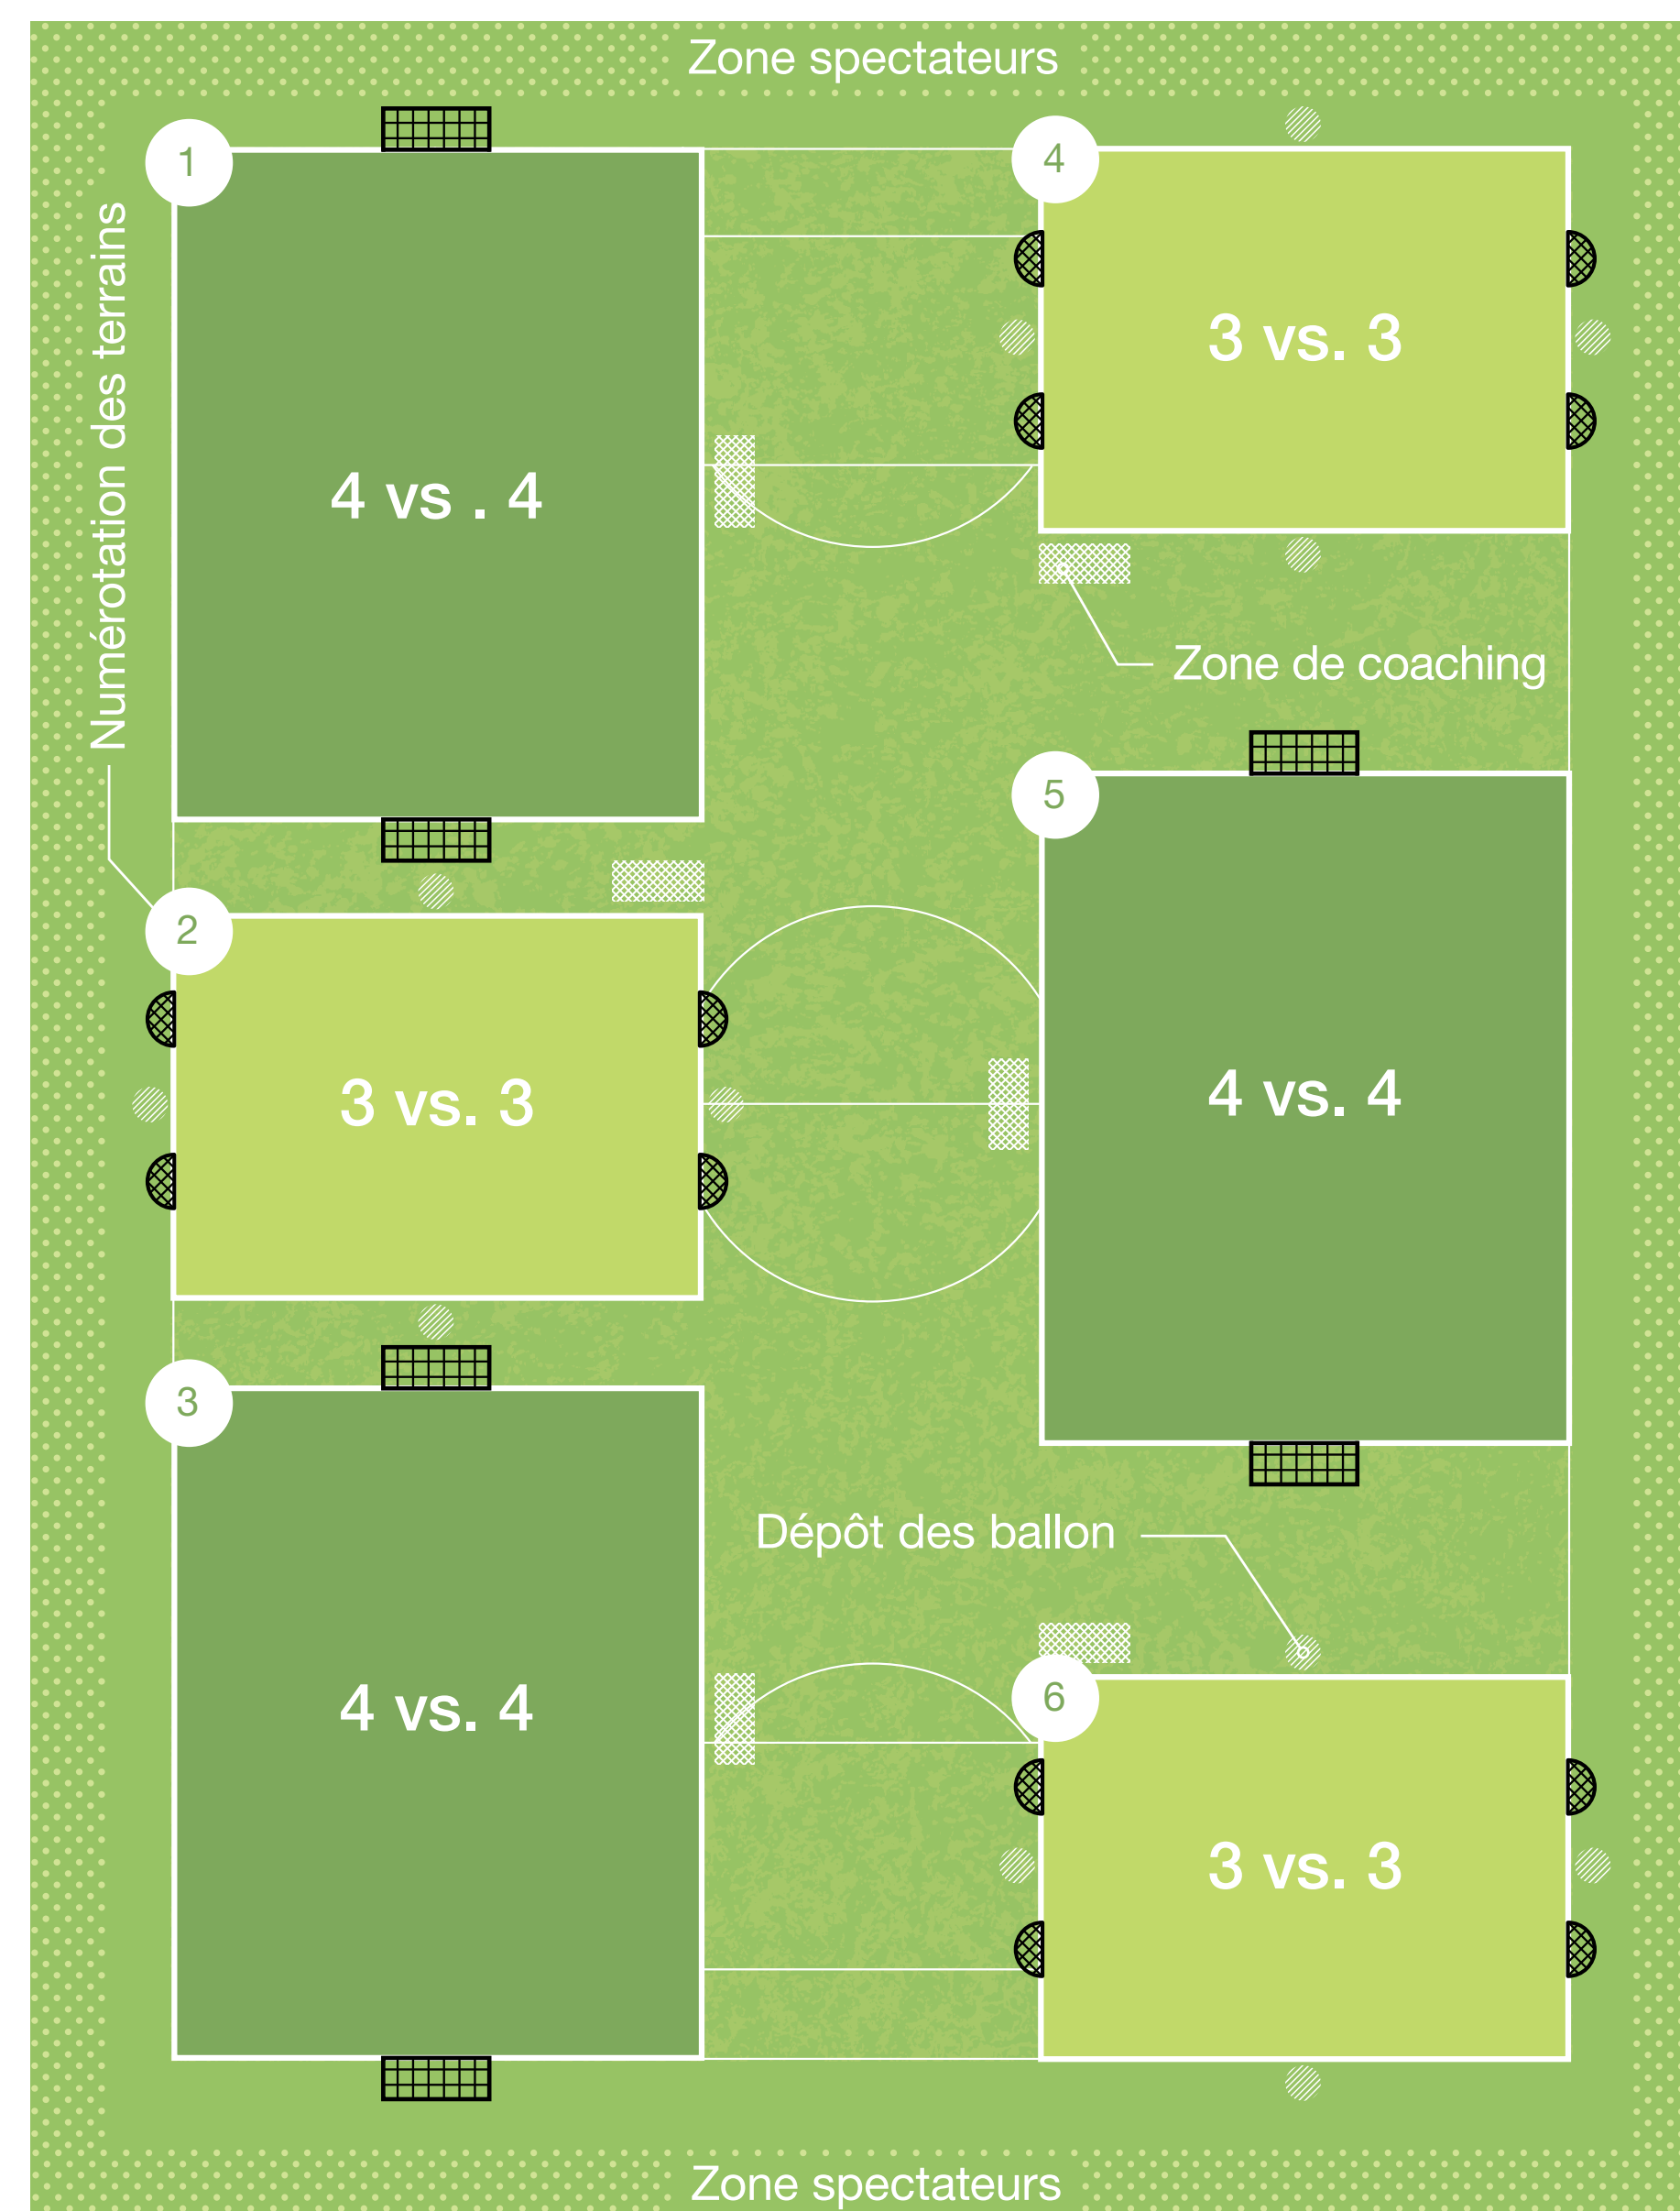 Zone spectateurs
Numérotation des terrains
1
4 vs . 4
4
3 vs. 3
Zone de coaching
2
3 vs. 3
5
4 vs. 4
3
4 vs. 4
Dépôt des ballon
6
3 vs. 3
Zone spectateurs